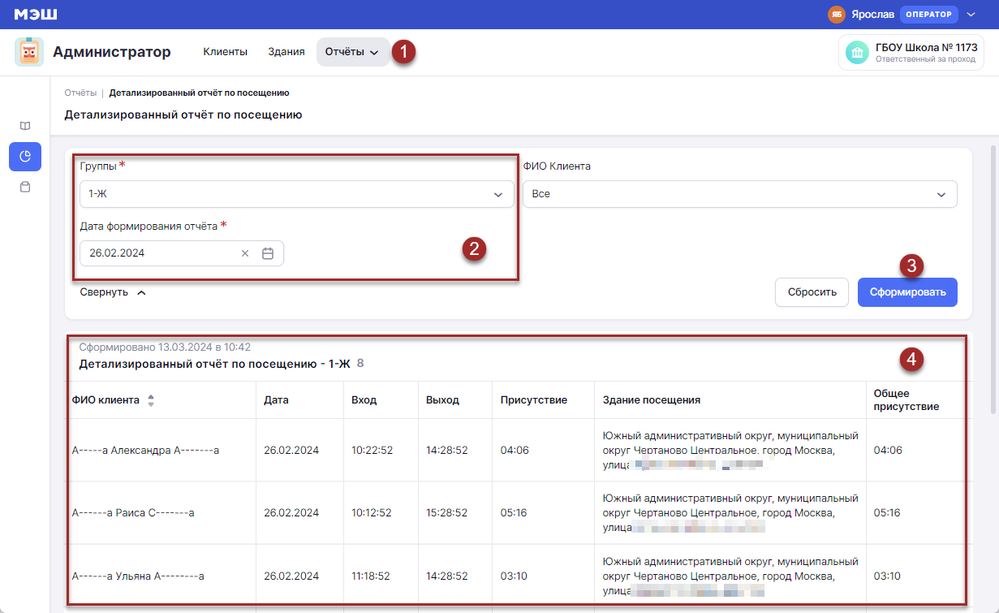 МЭШ
ЯБ Ярослав ОПЕРАТОР
Администратор Клиенты Здания Отчёты 1
ГБОУ Школа № 1173
Ответственный за проход
Отчёты | Детализированный отчёт по посещению
Детализированный отчёт по посещению
Группы * ФИО Клиента
1-Ж Все
Дата формирования отчёта *
26.02.2024 2
3
Свернуть Сбросить Сформировать
Сформировано 13.03.2024 в 10:42
Детализированный отчёт по посещению - 1-Ж 8 4
ФИО клиента Дата Вход Выход Присутствие Здание посещения Общее
присутствие
Южный административный округ, муниципальный
А-----а Александра А-------а 26.02.2024 10:22:52 14:28:52 04:06 округ Чертаново Центральное. город Москва, 04:06
улица
Южный административный округ, муниципальный
А------а Раиса С-------а 26.02.2024 10:12:52 15:28:52 05:16 округ Чертаново Центральное, город Москва, 05:16
улица
Южный административный округ, муниципальный
А------а Ульяна А--------а 26.02.2024 11:18:52 14:28:52 03:10 округ Чертаново Центральное, город Москва, 03:10
улица